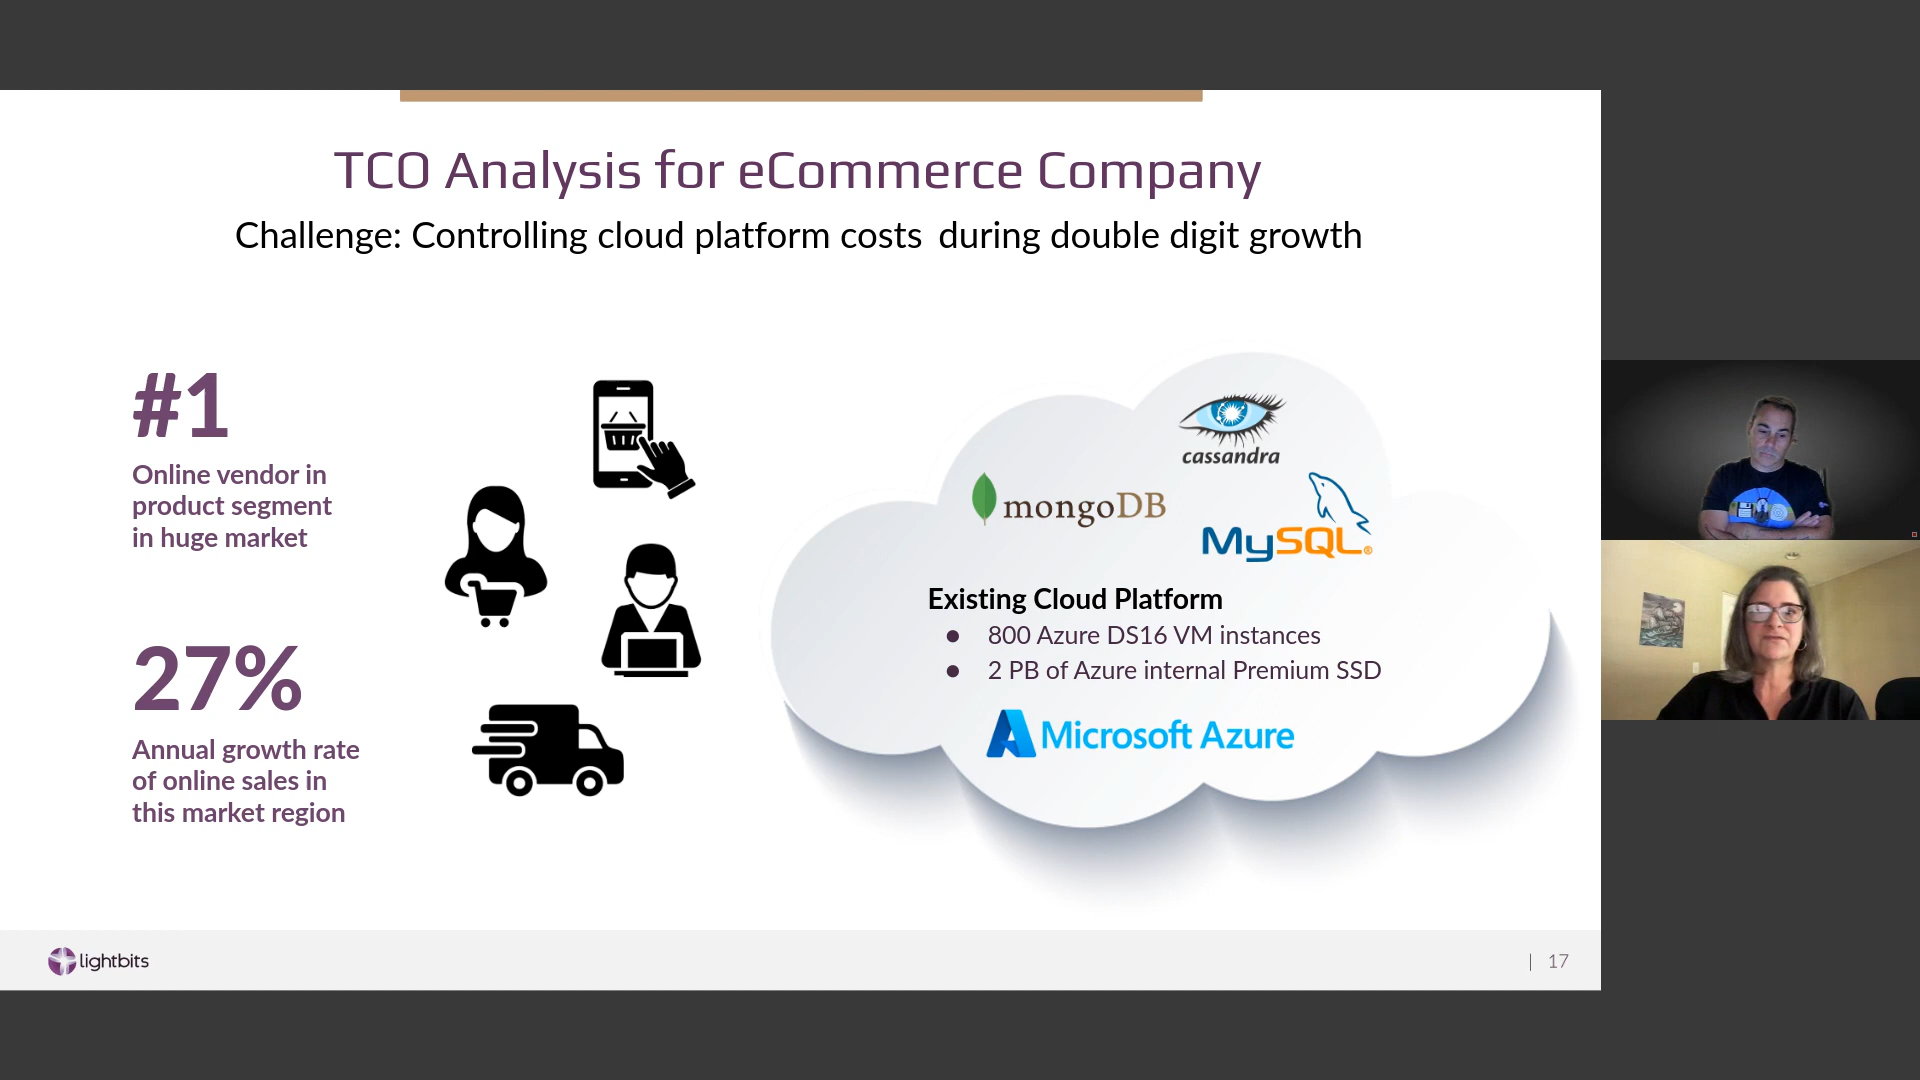 TCO Analysis for eCommerce Company
Challenge: Controlling cloud platform costs during double digit growth
#1
Online vendor in
product segment
in huge market
27%
Annual growth rate
of online sales in
this market region
cassandra
mongoDB
MySQL®
Existing Cloud Platform
● 800 Azure DS16 VM instances
● 2 PB of Azure internal Premium SSD
Microsoft Azure
lightbits
| 17